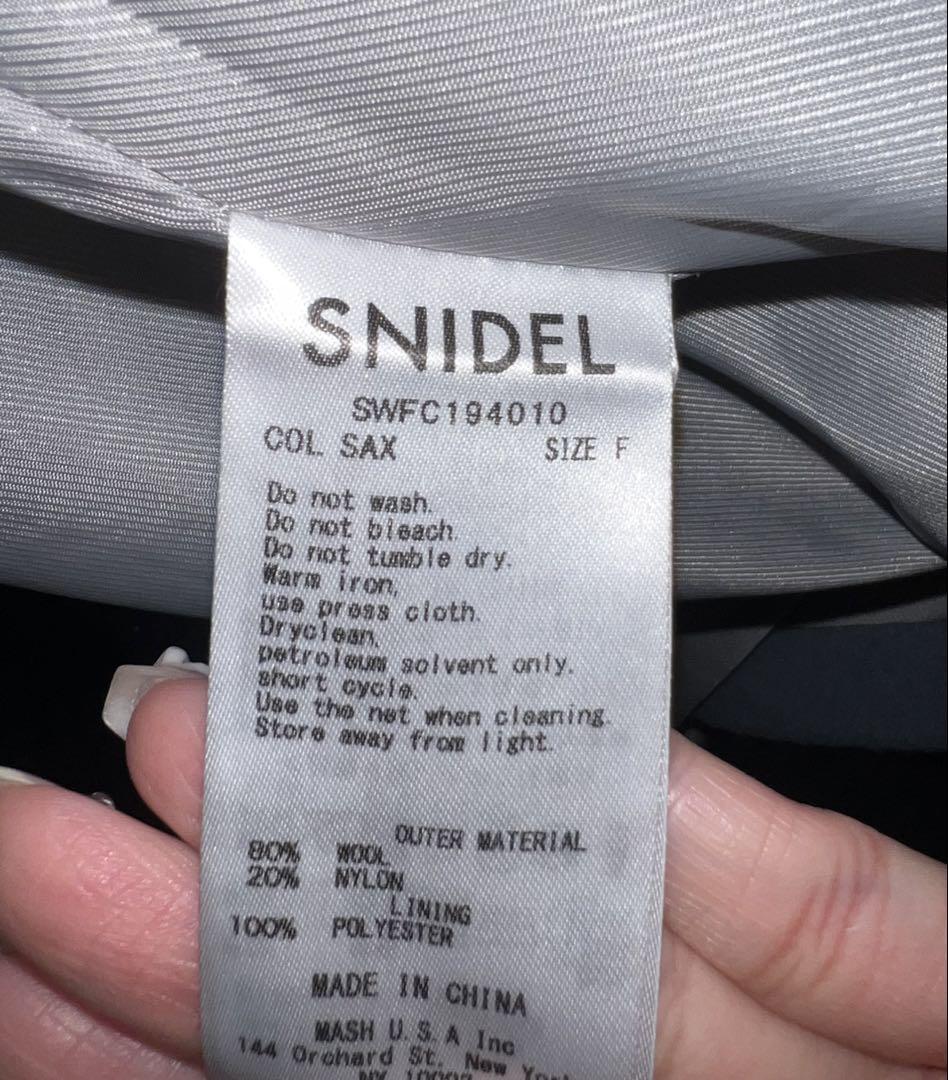 SNIDEL
SWFC194010
COL SAX SIZE F
Do not wash.
Do not bleach.
Do not tumble dry.
Warm iron,
use press cloth.
Dryclean,
petroleum solvent only.
short cycle.
Use the net when cleaning.
Store away from light.
OUTER MATERIAL
80% WOOL
20% NYLON
LINING
100% POLYESTER
MADE IN CHINA
MASH U.S.A Inc
144 Orchard St. New York
NY